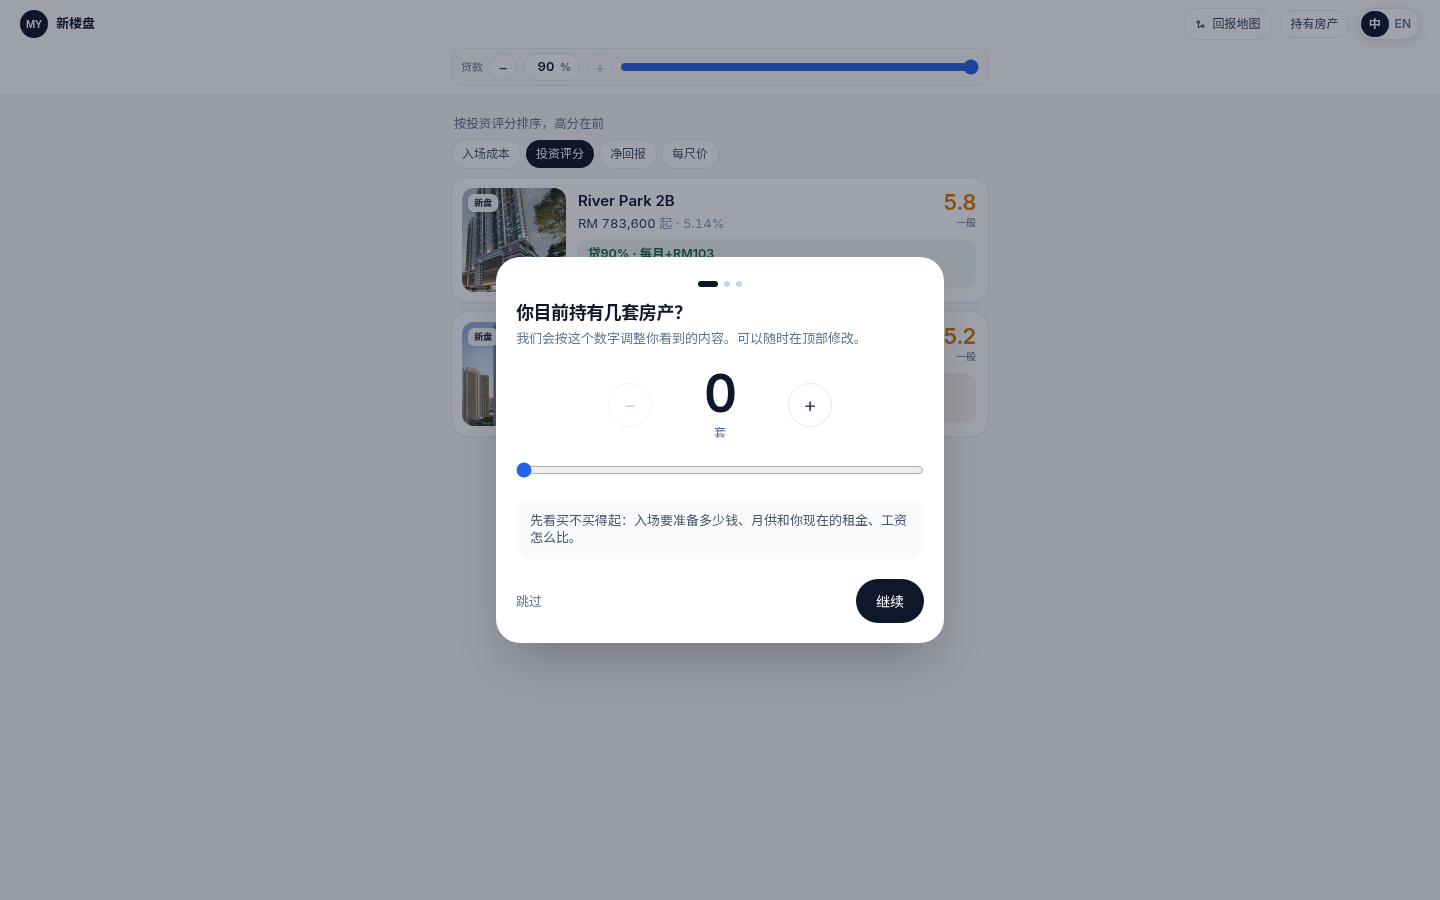 MY 新楼盘
回报地图
持有房产
中 EN
贷款 − 90 % +
按投资评分排序，高分在前
入场成本 投资评分 净回报 每尺价
新盘
River Park 2B
RM 783,600 起 · 5.14%
贷90% · 每月+RM103
5.8
一般
新盘
5.2
一般
你目前持有几套房产？
我们会按这个数字调整你看到的内容。可以随时在顶部修改。
− 0 +
套
先看买不买得起：入场要准备多少钱、月供和你现在的租金、工资
怎么比。
跳过
继续